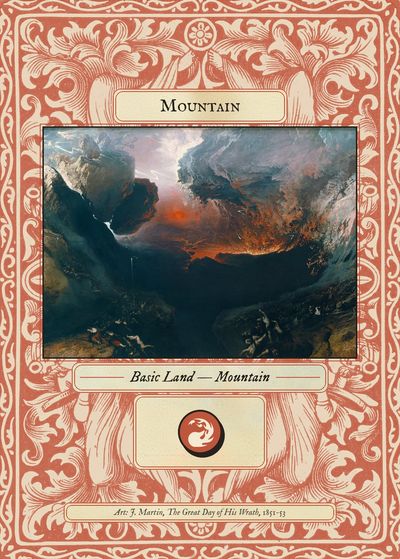 Mountain
Basic Land — Mountain
Art: J. Martin, The Great Day of His Wrath, 1851-53